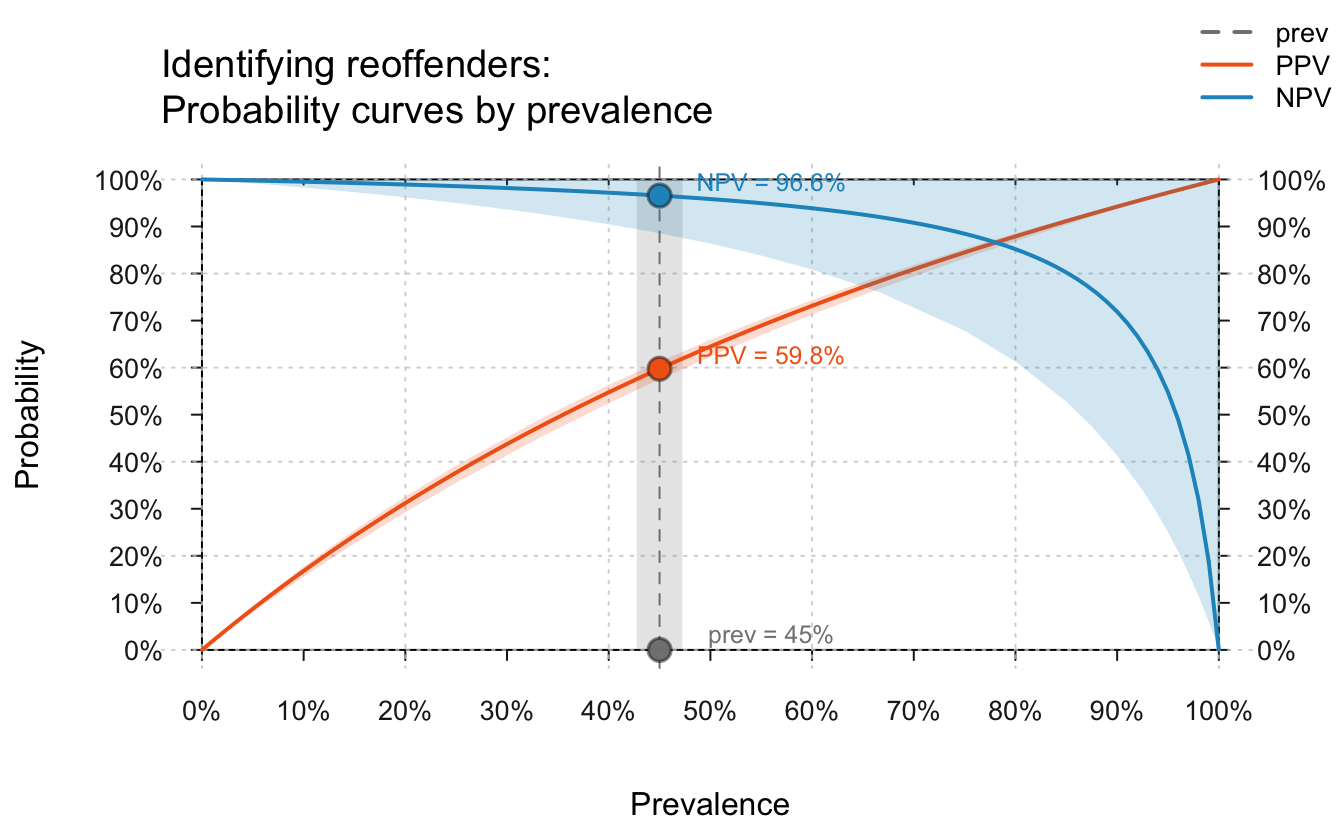 Identifying reoffenders:
Probability curves by prevalence
prev
PPV
NPV
100%
90%
80%
70%
60%
50%
40%
30%
20%
10%
0%
Probability
NPV = 96.6%
PPV = 59.8%
prev = 45%
100%
90%
80%
70%
60%
50%
40%
30%
20%
10%
0%
0% 10% 20% 30% 40% 50% 60% 70% 80% 90% 100%
Prevalence